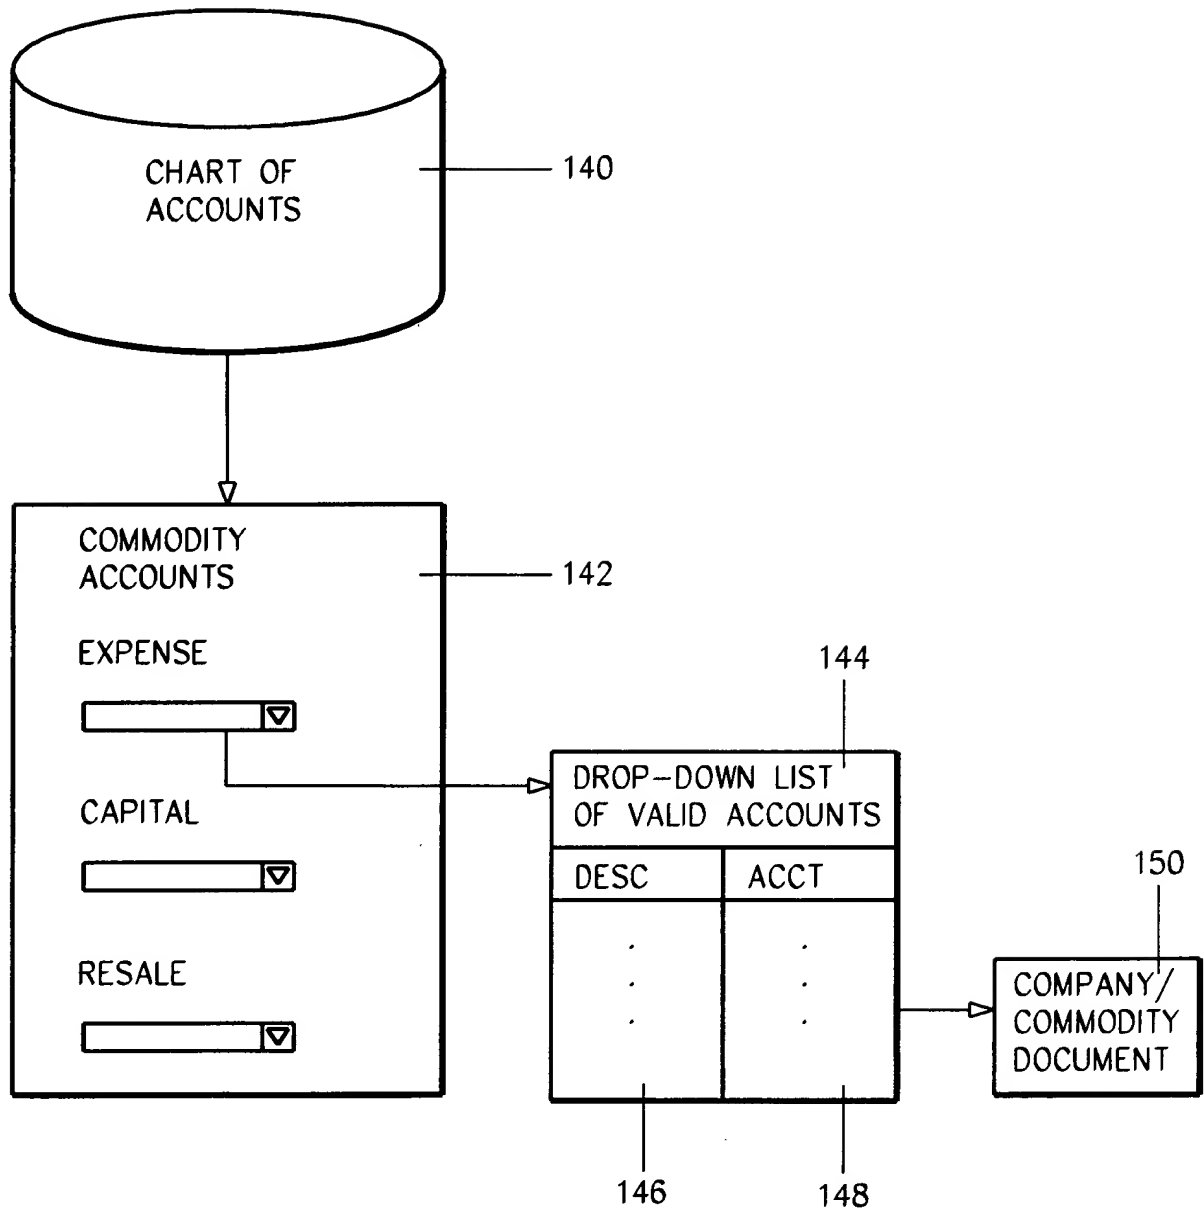 CHART OF
ACCOUNTS
140
COMMODITY
ACCOUNTS
142
EXPENSE
CAPITAL
RESALE
144
DROP-DOWN LIST
OF VALID ACCOUNTS
DESC
ACCT
146
148
150
COMPANY/
COMMODITY
DOCUMENT